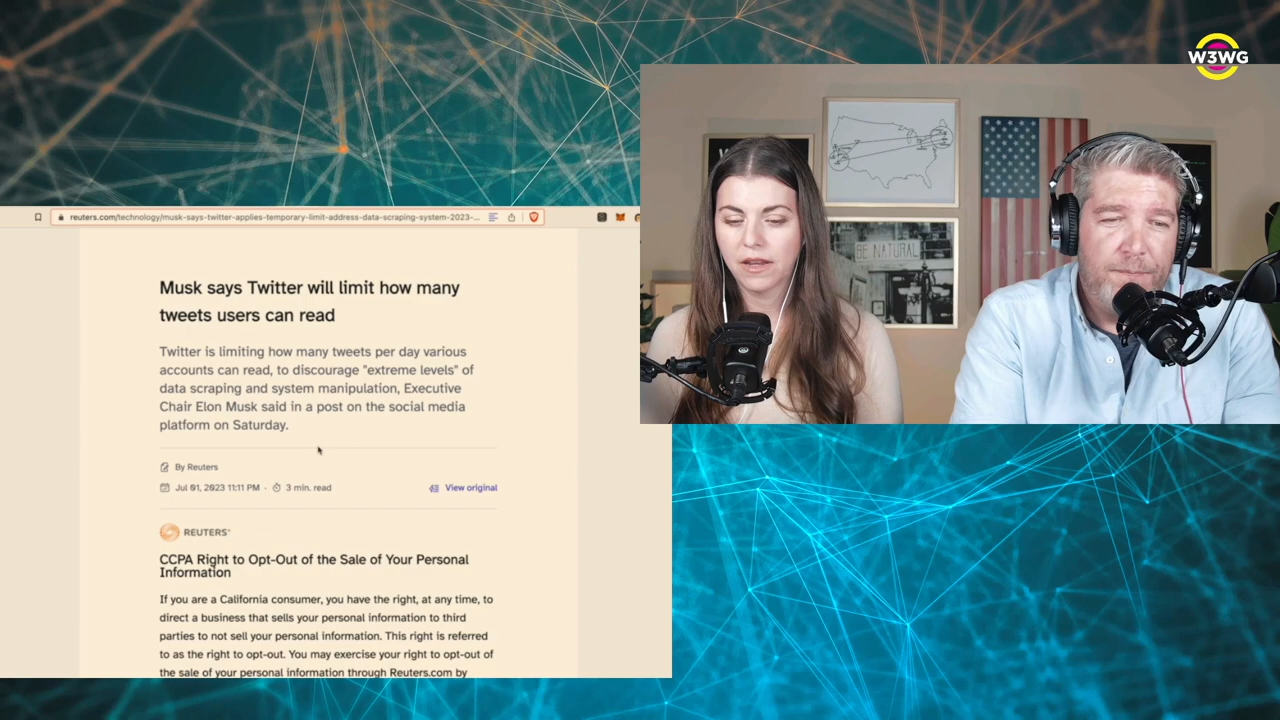 W3WG
reuters.com/technology/musk-says-twitter-applies-temporary-limit-address-data-scraping-system-2023-...
Musk says Twitter will limit how many
tweets users can read
Twitter is limiting how many tweets per day various
accounts can read, to discourage "extreme levels" of
data scraping and system manipulation, Executive
Chair Elon Musk said in a post on the social media
platform on Saturday.
By Reuters
Jul 01, 2023 11:11 PM - 3 min. read
View original
REUTERS
CCPA Right to Opt-Out of the Sale of Your Personal
Information
If you are a California consumer, you have the right, at any time, to
direct a business that sells your personal information to third
parties to not sell your personal information. This right is referred
to as the right to opt-out. You may exercise your right to opt-out of
the sale of your personal information through Reuters.com by
BE NATURAL